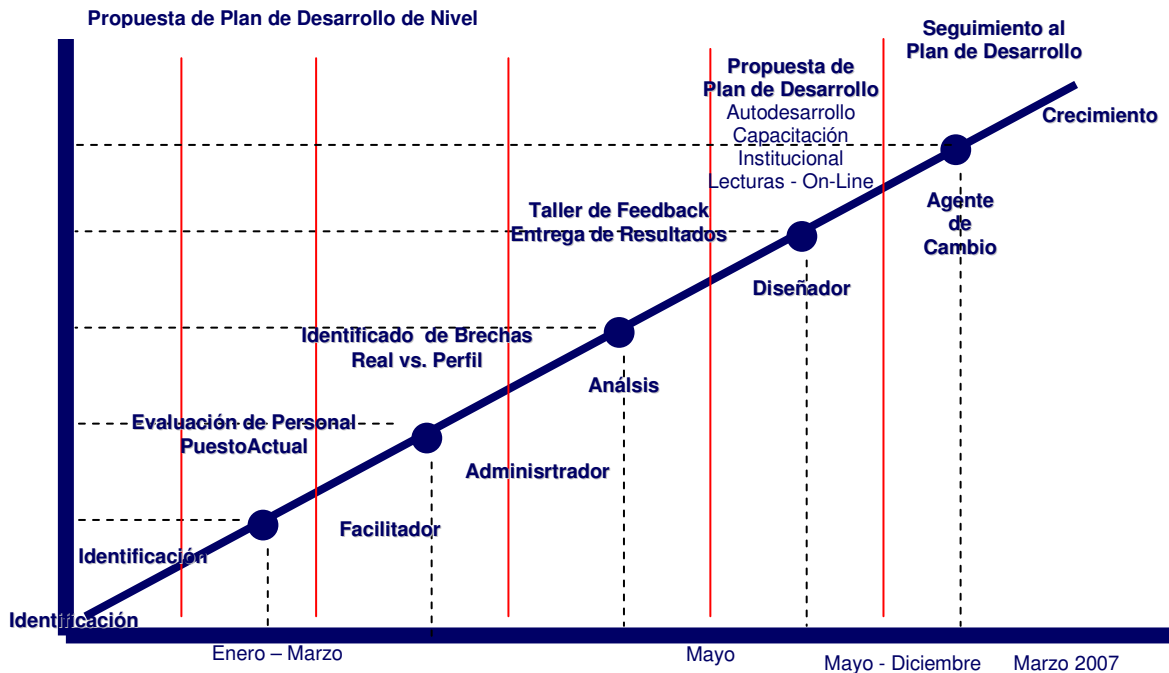 Propuesta de Plan de Desarrollo de Nivel
Seguimiento al
Plan de Desarrollo
Propuesta de
Plan de Desarrollo
Autodesarrollo
Capacitación
Institucional
Lecturas - On-Line
Crecimiento
Taller de Feedback
Entrega de Resultados
Agente
de
Cambio
Diseñador
Identificado de Brechas
Real vs. Perfil
Análsis
Evaluación de Personal
PuestoActual
Adminisrtrador
Facilitador
Identificación
Identificación
Enero – Marzo
Mayo
Mayo - Diciembre
Marzo 2007